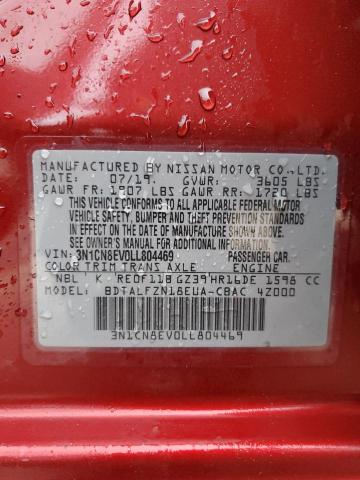 MANUFACTURED BY NISSAN MOTOR CO.,LTD.
07/19 GVWR: 3605 LBS
GAWR FR: 1907 LBS GAWR RR: 1720 LBS
THIS VEHICLE CONFORMS TO ALL
APPLICABLE FEDERAL MOTOR VEHICLE
SAFETY, BUMPER AND THEFT PREVENTION
STANDARDS IN EFFECT ON THE DATE OF
MANUFACTURE SHOWN ABOVE.
SEE OWNER'S MANUAL FOR MORE INFO.
VIN: 3N1CN8EV0LL804469 PASSENGER CAR.
COLOR TRIM TRANS AXLE ENGINE
NBL K RE0F11B GZ39 HR16DE 1598 CC
MODEL BDTALFZN18EUA-CBAC 4Z000
3N1CN8EV0LL804469